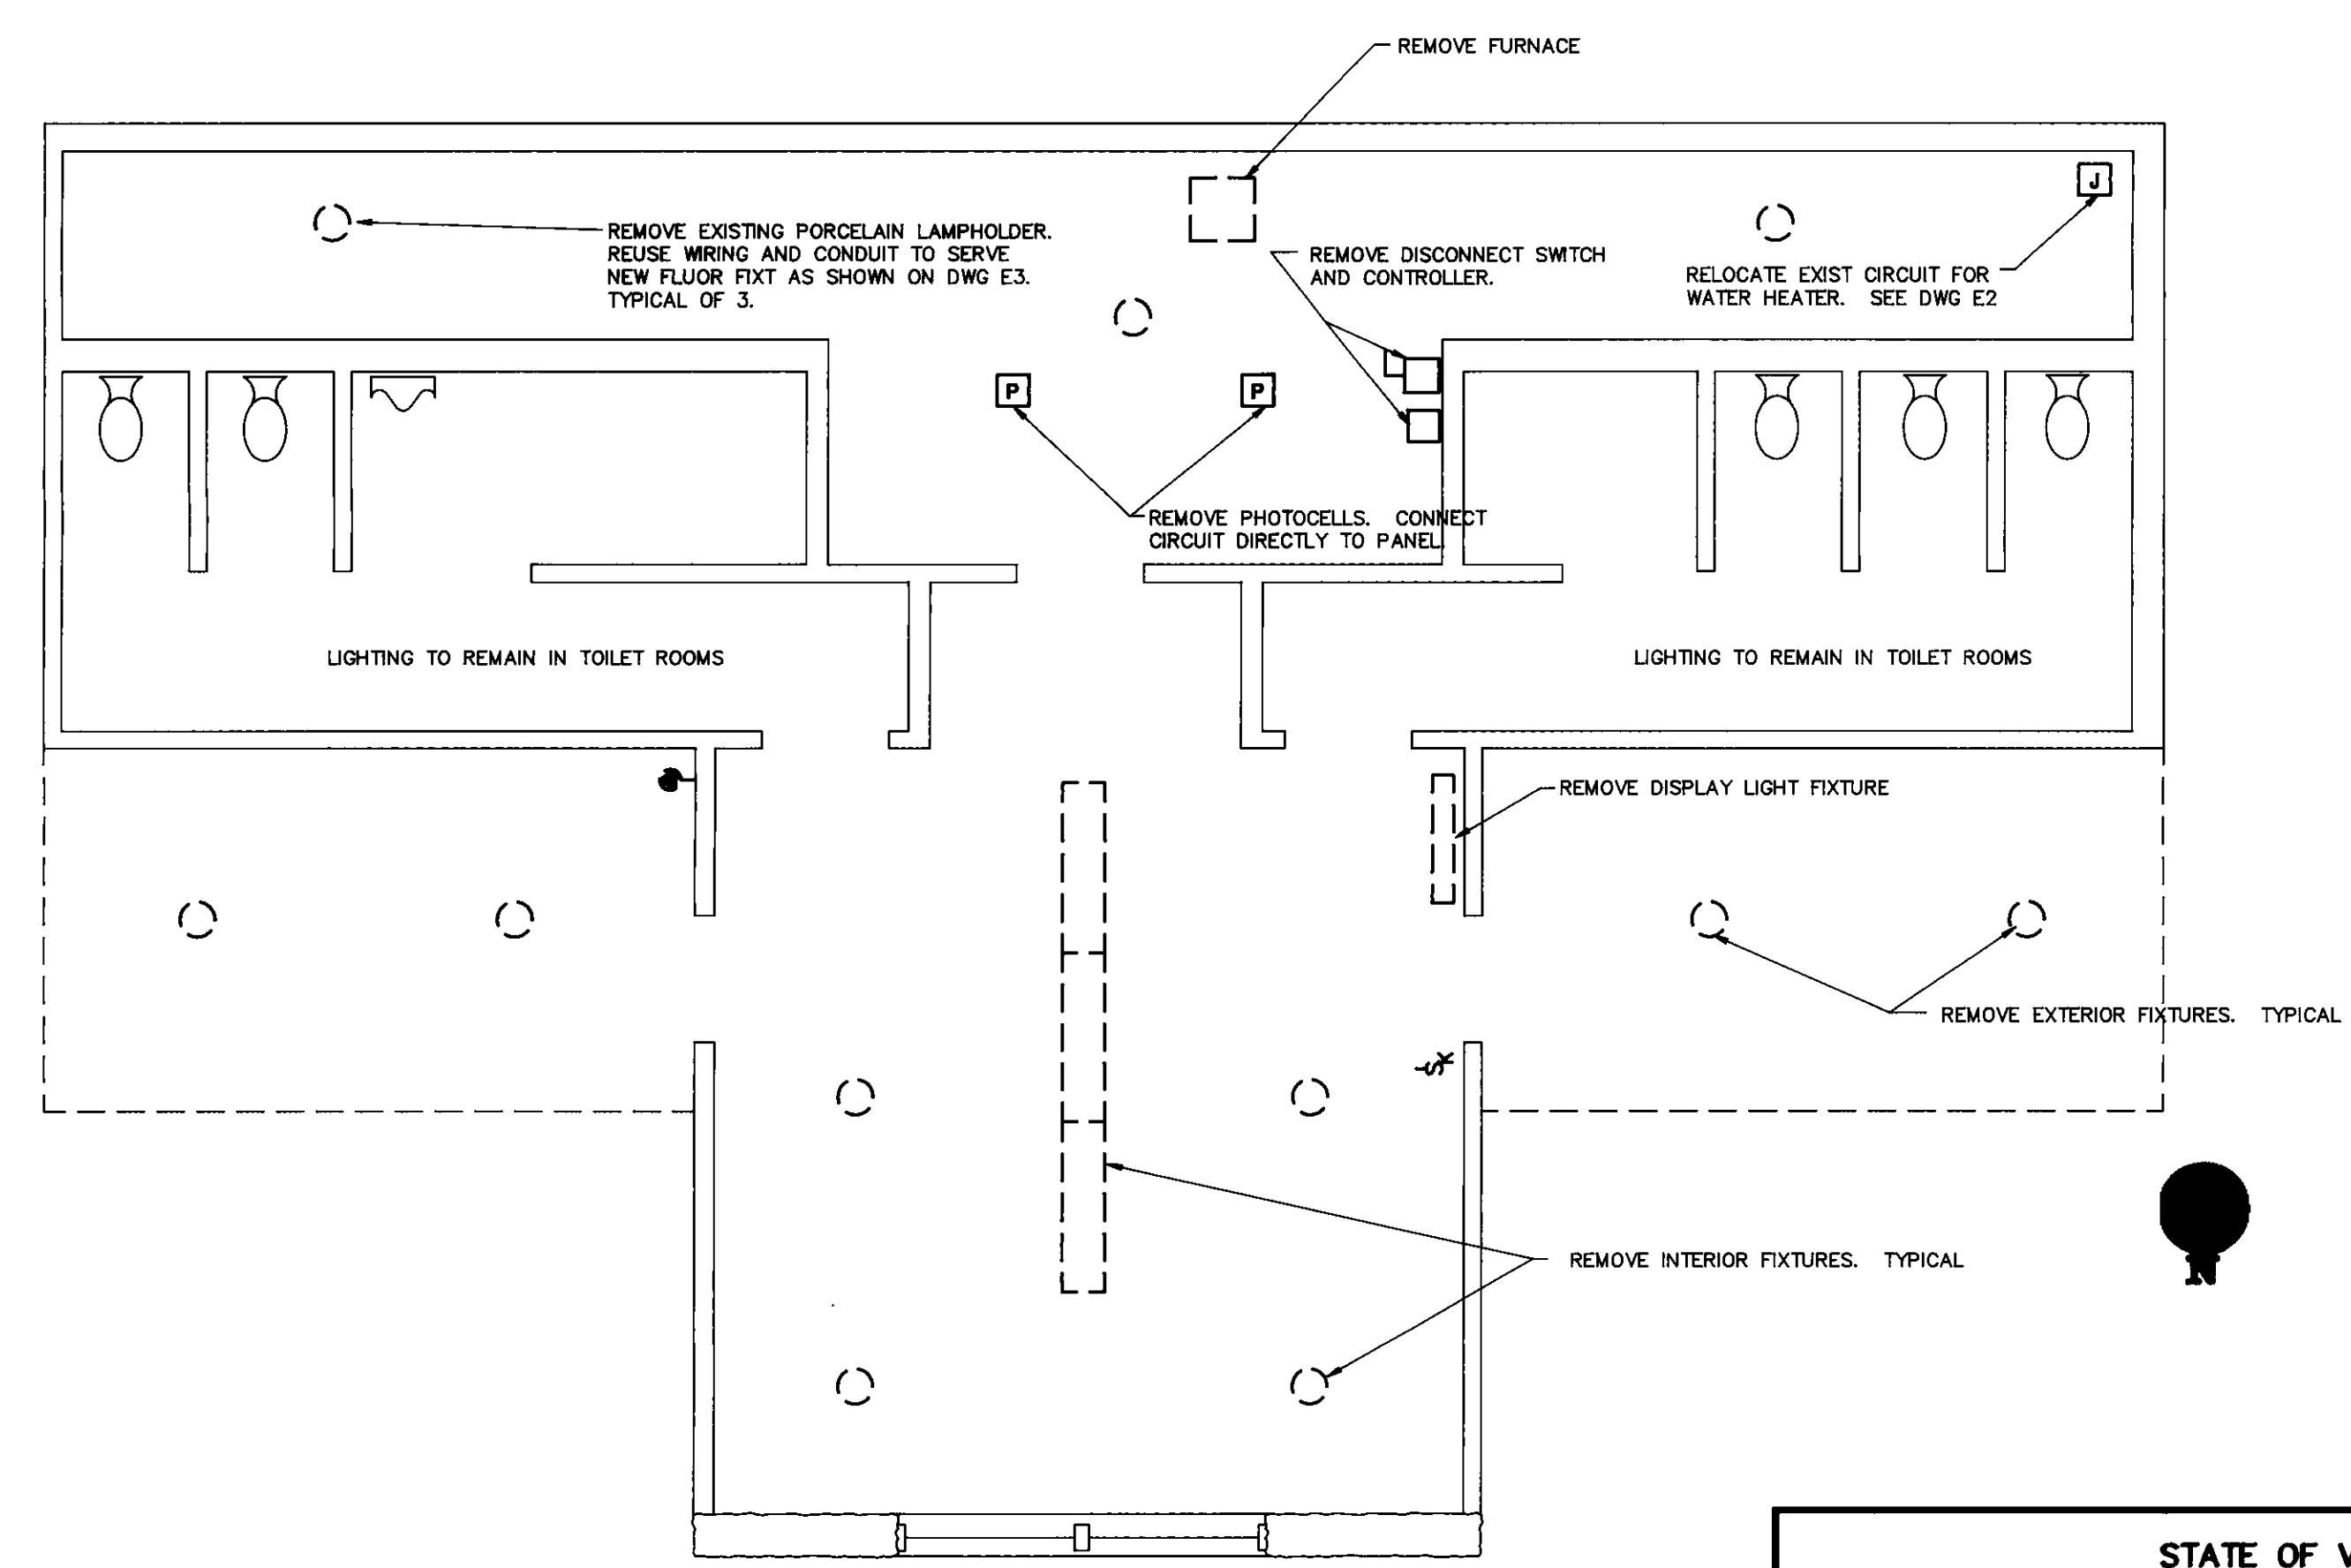 REMOVE FURNACE
J
REMOVE EXISTING PORCELAIN LAMPHOLDER.
REUSE WIRING AND CONDUIT TO SERVE
NEW FLUOR FIXT AS SHOWN ON DWG E3.
TYPICAL OF 3.
REMOVE DISCONNECT SWITCH
AND CONTROLLER.
RELOCATE EXIST CIRCUIT FOR
WATER HEATER. SEE DWG E2
P
P
REMOVE PHOTOCELLS. CONNECT
CIRCUIT DIRECTLY TO PANEL.
LIGHTING TO REMAIN IN TOILET ROOMS
LIGHTING TO REMAIN IN TOILET ROOMS
REMOVE DISPLAY LIGHT FIXTURE
REMOVE EXTERIOR FIXTURES. TYPICAL
SK
REMOVE INTERIOR FIXTURES. TYPICAL
N
STATE OF